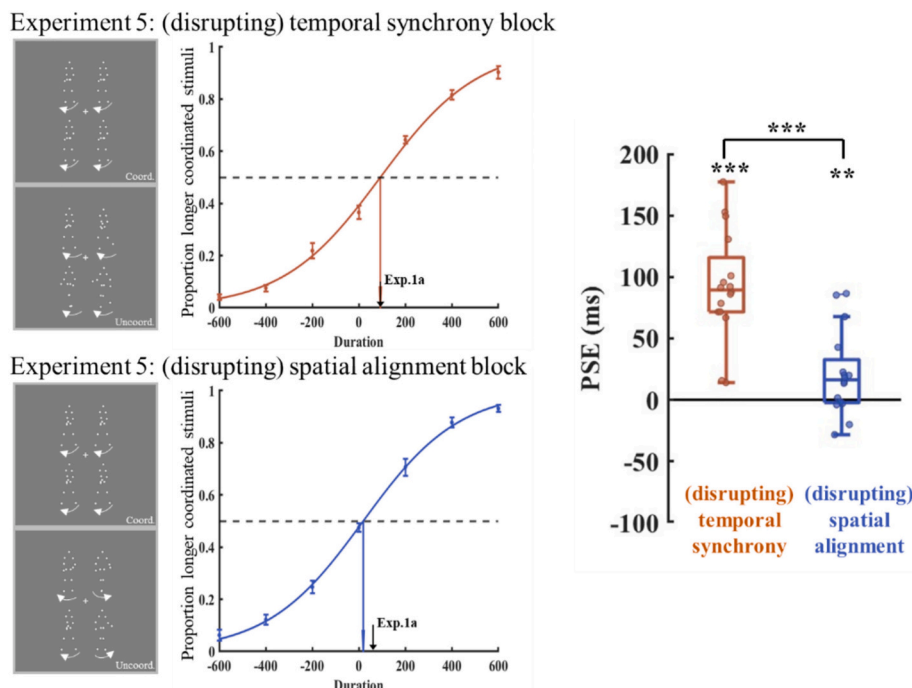 Experiment 5: (disrupting) temporal synchrony block
Coord.
Uncoord.
Proportion longer coordinated stimuli
1
0.8
0.6
0.4
0.2
0
-600 -400 -200 0 200 400 600
Duration
Exp.1a
Experiment 5: (disrupting) spatial alignment block
Coord
Uncoord.
Proportion longer coordinated stimuli
1
0.8
0.6
0.4
0.2
0
-600 -400 -200 0 200 400 600
Duration
Exp.1a
PSE (ms)
200
150
100
50
0
-50
-100
***
*** **
(disrupting) (disrupting)
temporal spatial
synchrony alignment